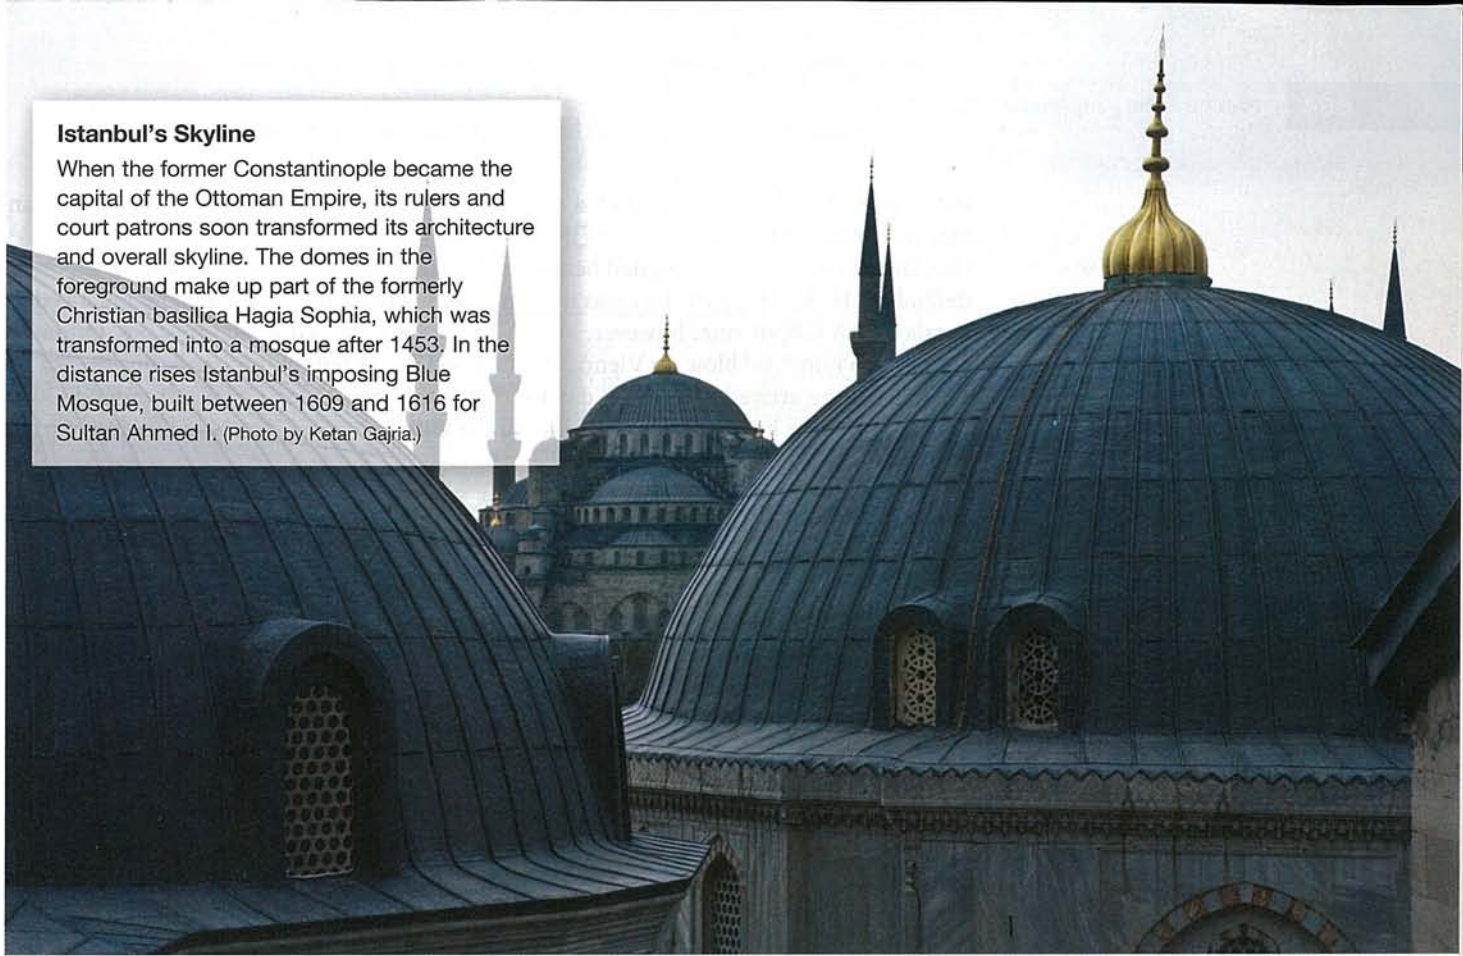 Istanbul's Skyline
When the former Constantinople became the
capital of the Ottoman Empire, its rulers and
court patrons soon transformed its architecture
and overall skyline. The domes in the
foreground make up part of the formerly
Christian basilica Hagia Sophia, which was
transformed into a mosque after 1453. In the
distance rises Istanbul's imposing Blue
Mosque, built between 1609 and 1616 for
Sultan Ahmed I. (Photo by Ketan Gajria.)